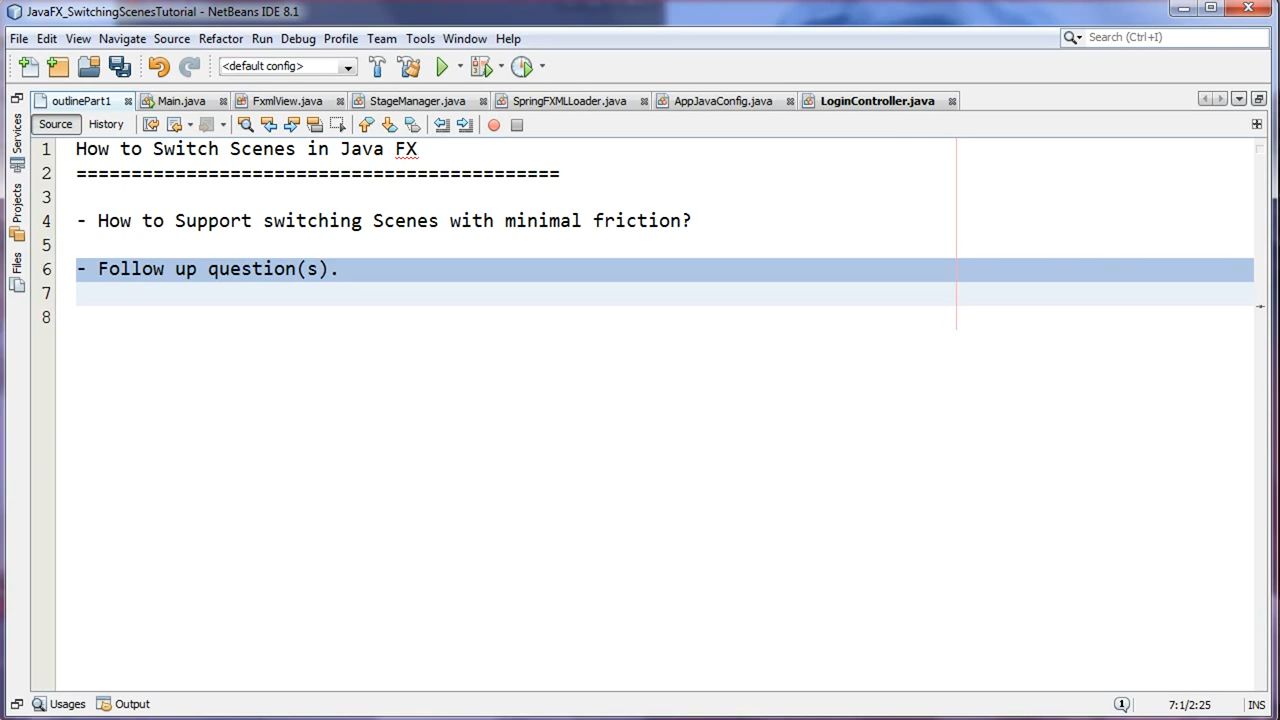 JavaFX_SwitchingScenesTutorial - NetBeans IDE 8.1
File Edit View Navigate Source Refactor Run Debug Profile Team Tools Window Help
Search (Ctrl+I)
<default config>
outlinePart1 Main.java FxmlView.java StageManager.java SpringFXMLLoader.java AppJavaConfig.java LoginController.java
Source History
Services
Projects
Files
1 How to Switch Scenes in Java FX
2 ============================================
3
4 - How to Support switching Scenes with minimal friction?
5
6 - Follow up question(s).
7
8
Usages Output 7:1/2:25 INS